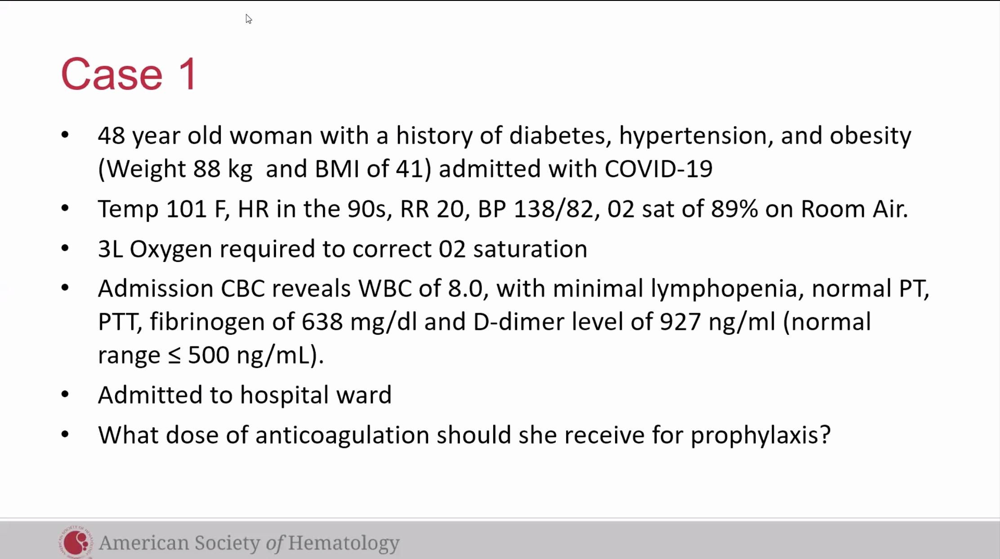 Case 1
• 48 year old woman with a history of diabetes, hypertension, and obesity
(Weight 88 kg  and BMI of 41) admitted with COVID-19
• Temp 101 F, HR in the 90s, RR 20, BP 138/82, 02 sat of 89% on Room Air.
• 3L Oxygen required to correct 02 saturation
• Admission CBC reveals WBC of 8.0, with minimal lymphopenia, normal PT,
PTT, fibrinogen of 638 mg/dl and D-dimer level of 927 ng/ml (normal
range ≤ 500 ng/mL).
• Admitted to hospital ward
• What dose of anticoagulation should she receive for prophylaxis?
American Society of Hematology